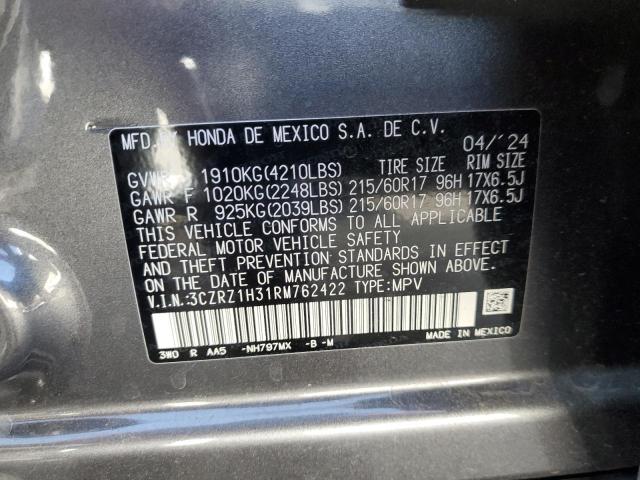 MFD. BY HONDA DE MEXICO S.A. DE C.V. 04/'24
GVWR 1910KG(4210LBS) TIRE SIZE RIM SIZE
GAWR F 1020KG(2248LBS) 215/60R17 96H 17X6.5J
GAWR R 925KG(2039LBS) 215/60R17 96H 17X6.5J
THIS VEHICLE CONFORMS TO ALL APPLICABLE
FEDERAL MOTOR VEHICLE SAFETY
AND THEFT PREVENTION STANDARDS IN EFFECT
ON THE DATE OF MANUFACTURE SHOWN ABOVE.
V.I.N.:3CZRZ1H31RM762422 TYPE:MPV
3W0 R AA5 -NH797MX -B -M MADE IN MEXICO